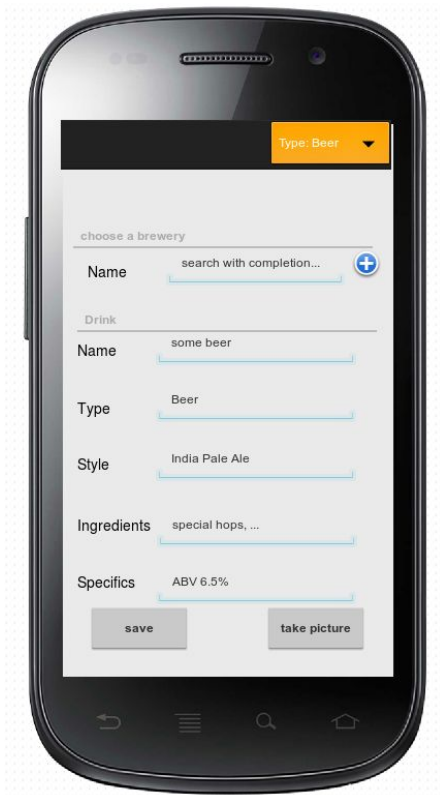 Type: Beer
choose a brewery
Name search with completion...
Drink
Name some beer
Type Beer
Style India Pale Ale
Ingredients special hops, ...
Specifics ABV 6.5%
save take picture